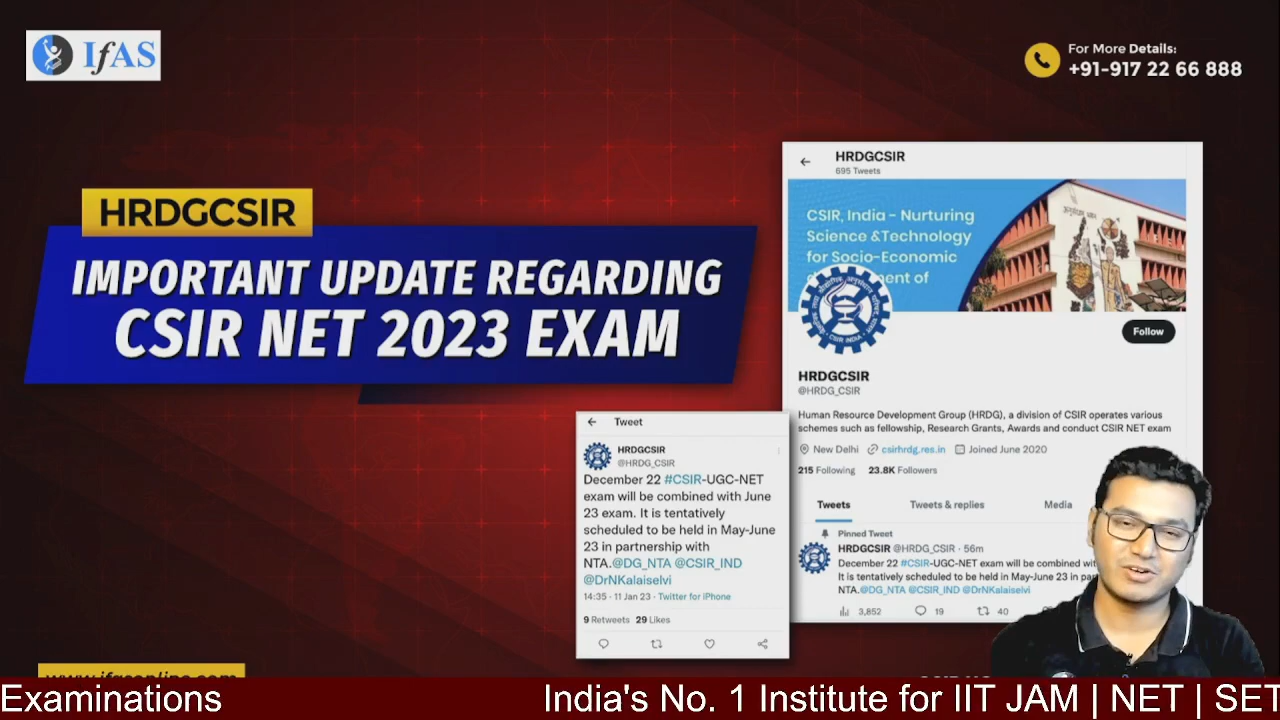 IfAS
For More Details:
+91-917 22 66 888
HRDGCSIR
IMPORTANT UPDATE REGARDING
CSIR NET 2023 EXAM
HRDGCSIR
695 Tweets
CSIR, India - Nurturing
Science &Technology
for Socio-Economic
ent of
Follow
HRDGCSIR
@HRDG_CSIR
Human Resource Development Group (HRDG), a division of CSIR operates various
schemes such as fellowship, Research Grants, Awards and conduct CSIR NET exam
New Delhi csirhrdg.res.in Joined June 2020
215 Following 23.8K Followers
Tweets Tweets & replies Media
Pinned Tweet
HRDGCSIR @HRDG_CSIR · 56m
December 22 #CSIR-UGC-NET exam will be combined
It is tentatively scheduled to be held in May-June 23 in
NTA.@DG_NTA @CSIR_IND @DrNKalaiselvi
3,852 19 40
Tweet
HRDGCSIR
@HRDG_CSIR
December 22 #CSIR-UGC-NET
exam will be combined with June
23 exam. It is tentatively
scheduled to be held in May-June
23 in partnership with
NTA.@DG_NTA @CSIR_IND
@DrNKalaiselvi
14:35 · 11 Jan 23 · Twitter for iPhone
9 Retweets 29 Likes
www.ifasonline.com
Examinations India's No. 1 Institute for IIT JAM | NET | SET